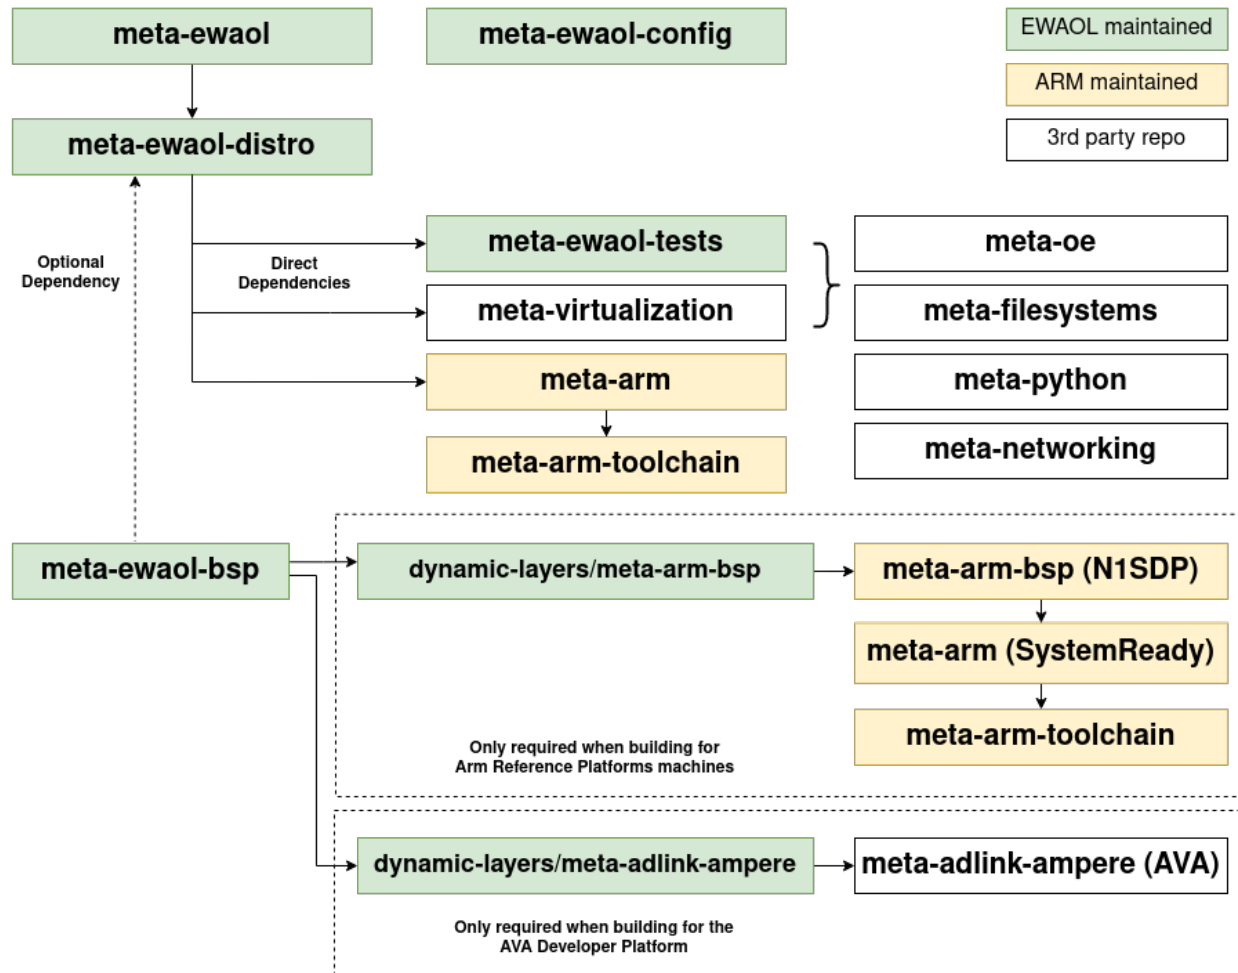 meta-ewaol
meta-ewaol-config
EWAOL maintained
ARM maintained
3rd party repo
meta-ewaol-distro
Optional
Dependency
Direct
Dependencies
meta-ewaol-tests
meta-virtualization
meta-arm
meta-arm-toolchain
meta-oe
meta-filesystems
meta-python
meta-networking
meta-ewaol-bsp
dynamic-layers/meta-arm-bsp
meta-arm-bsp (N1SDP)
meta-arm (SystemReady)
meta-arm-toolchain
Only required when building for
Arm Reference Platforms machines
dynamic-layers/meta-adlink-ampere
meta-adlink-ampere (AVA)
Only required when building for the
AVA Developer Platform